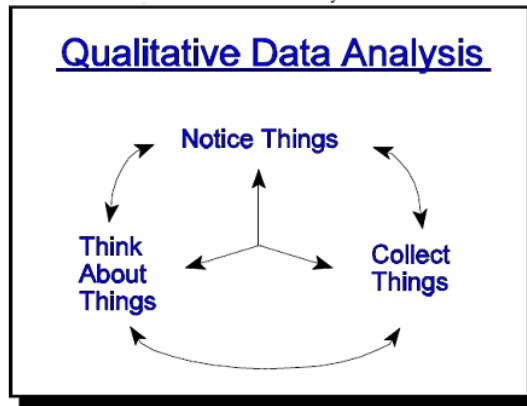 Qualitative Data Analysis
Notice Things
Think
About
Things
Collect
Things